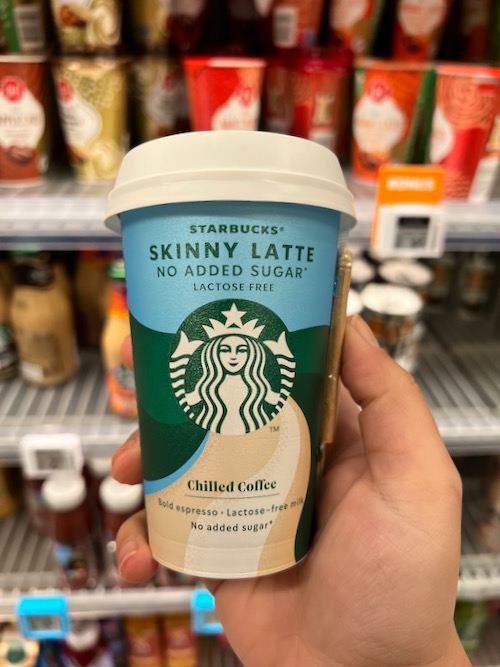 BONUS
STARBUCKS®
SKINNY LATTE
NO ADDED SUGAR*
LACTOSE FREE
TM
Chilled Coffee
Bold espresso • Lactose-free milk
No added sugar*